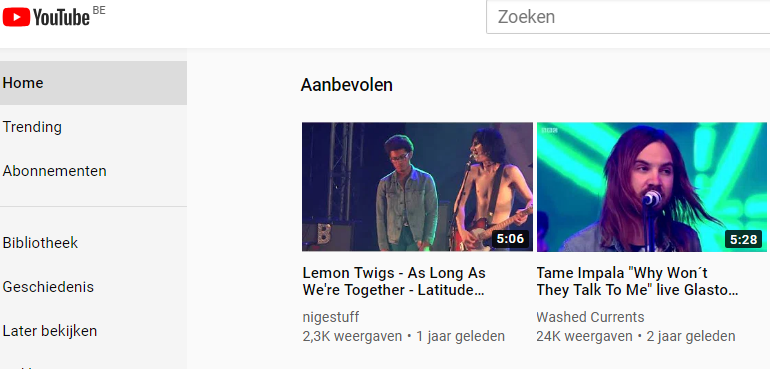 YouTube BE
Zoeken
Home
Trending
Abonnementen
Bibliotheek
Geschiedenis
Later bekijken
Aanbevolen
B
5:06
Lemon Twigs - As Long As
We're Together - Latitude...
nigestuff
2,3K weergaven • 1 jaar geleden
BBC
5:28
Tame Impala "Why Won´t
They Talk To Me" live Glasto...
Washed Currents
24K weergaven • 2 jaar geleden